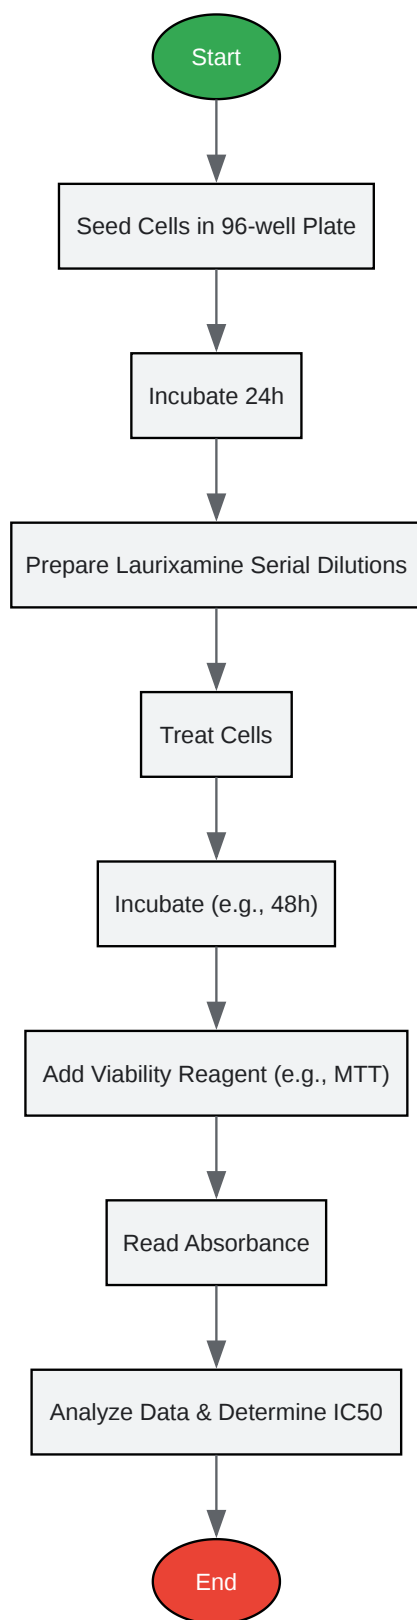 Start
Seed Cells in 96-well Plate
Incubate 24h
Prepare Laurixamine Serial Dilutions
Treat Cells
Incubate (e.g., 48h)
Add Viability Reagent (e.g., MTT)
Read Absorbance
Analyze Data & Determine IC50
End